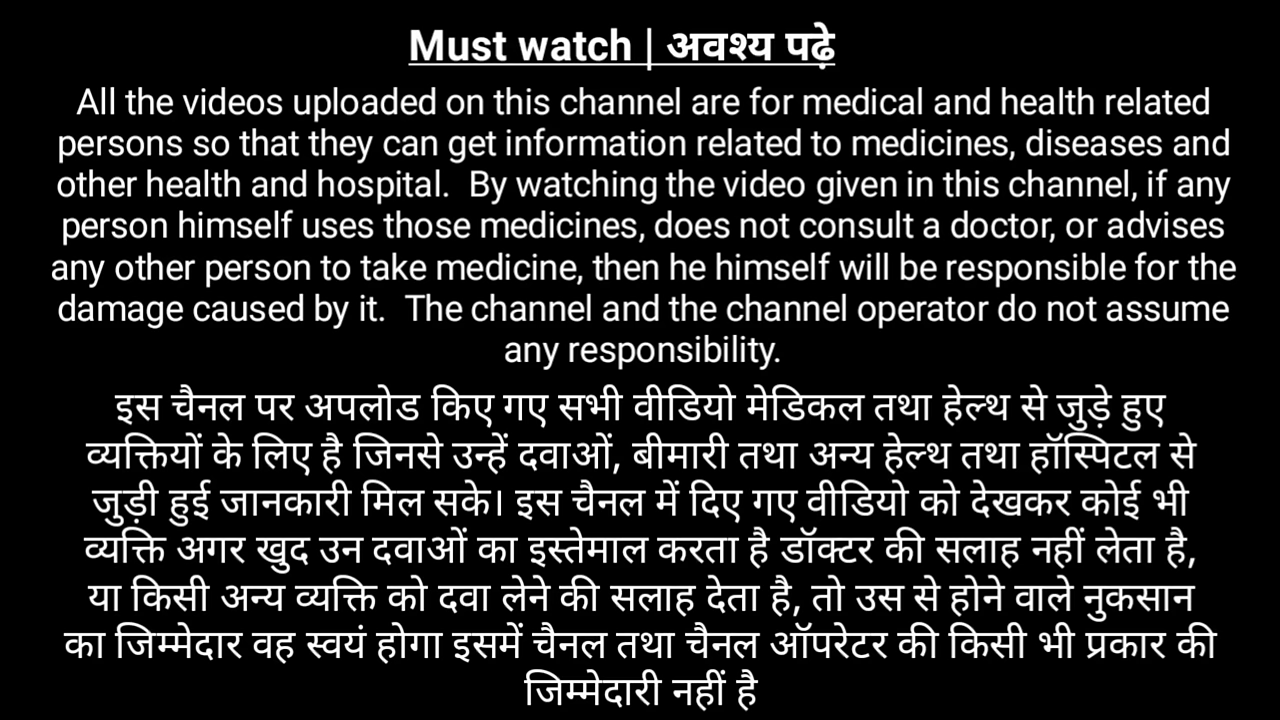 Must watch | अवश्य पढ़े
All the videos uploaded on this channel are for medical and health related
persons so that they can get information related to medicines, diseases and
other health and hospital.  By watching the video given in this channel, if any
person himself uses those medicines, does not consult a doctor, or advises
any other person to take medicine, then he himself will be responsible for the
damage caused by it.  The channel and the channel operator do not assume
any responsibility.
इस चैनल पर अपलोड किए गए सभी वीडियो मेडिकल तथा हेल्थ से जुड़े हुए
व्यक्तियों के लिए है जिनसे उन्हें दवाओं, बीमारी तथा अन्य हेल्थ तथा हॉस्पिटल से
जुड़ी हुई जानकारी मिल सके। इस चैनल में दिए गए वीडियो को देखकर कोई भी
व्यक्ति अगर खुद उन दवाओं का इस्तेमाल करता है डॉक्टर की सलाह नहीं लेता है,
या किसी अन्य व्यक्ति को दवा लेने की सलाह देता है, तो उस से होने वाले नुकसान
का जिम्मेदार वह स्वयं होगा इसमें चैनल तथा चैनल ऑपरेटर की किसी भी प्रकार की
जिम्मेदारी नहीं है